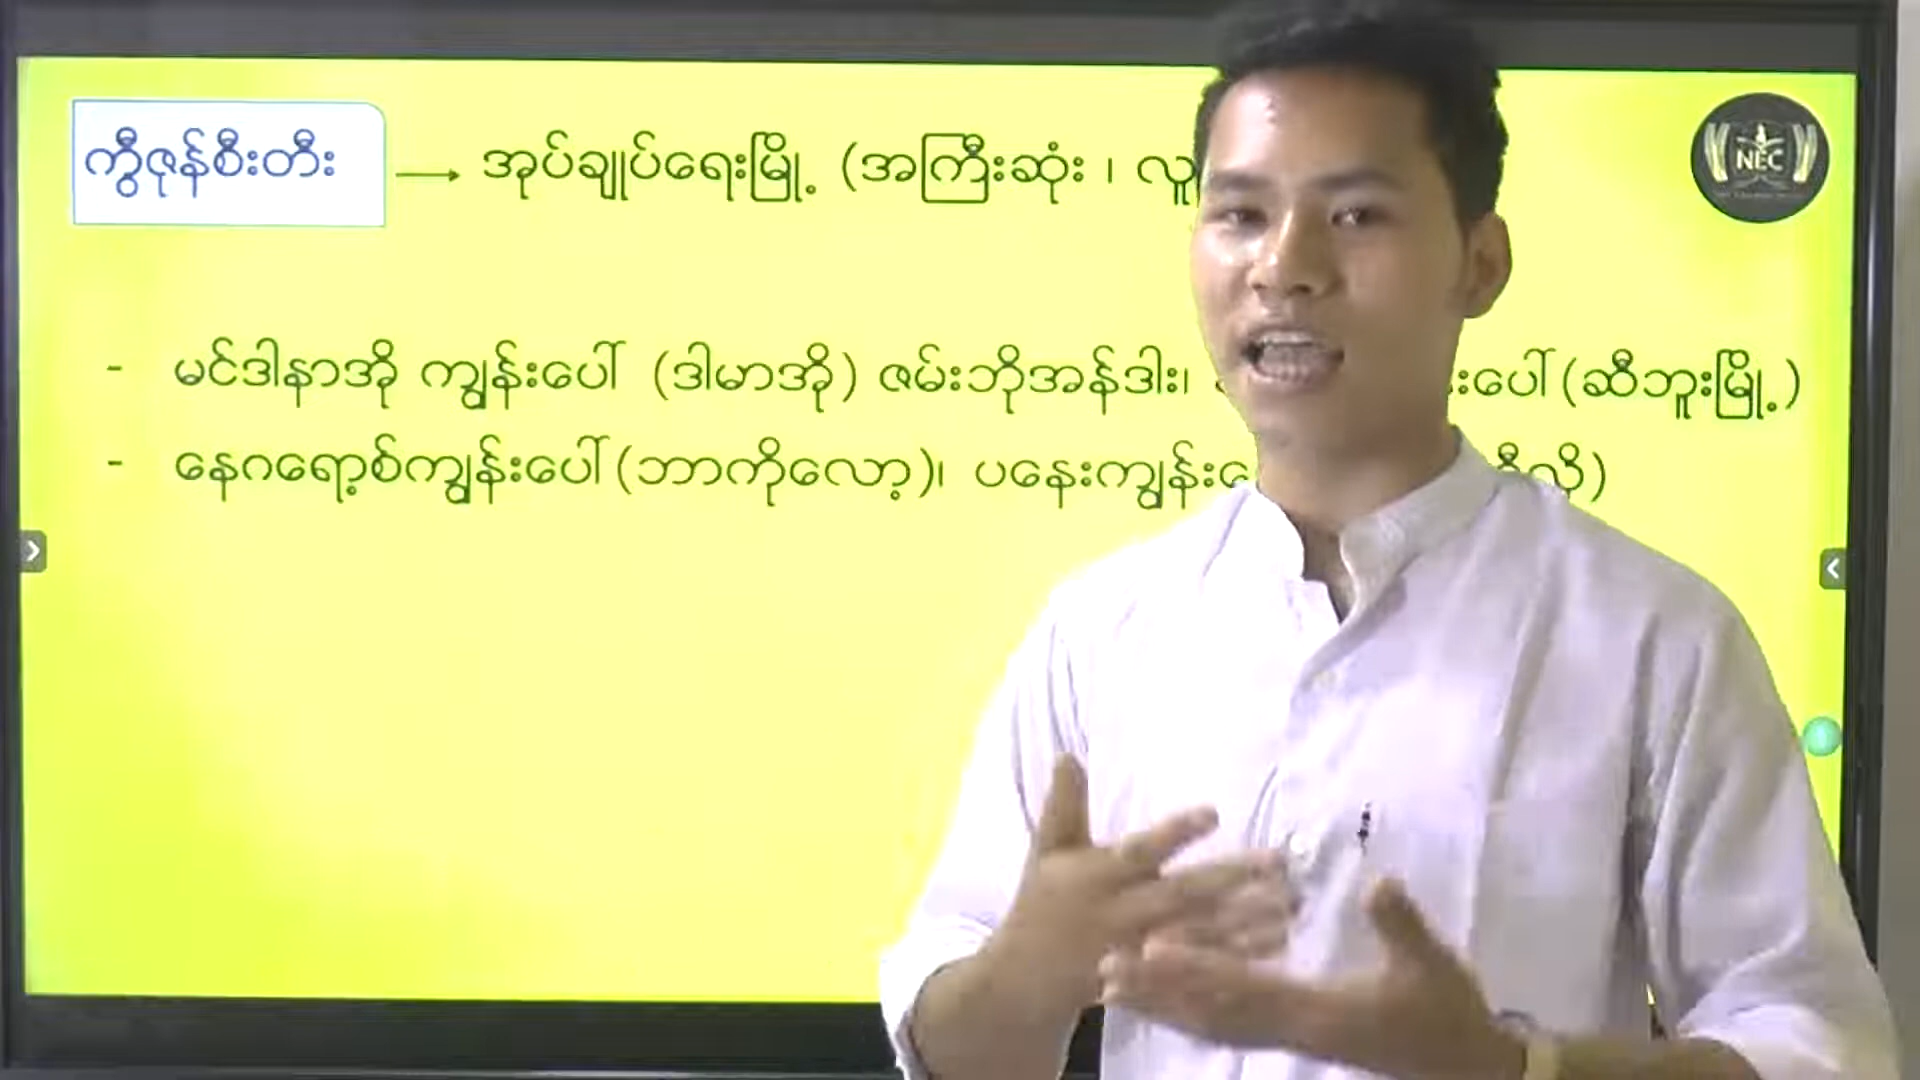 ကွီဇုန်စီးတီး → အုပ်ချုပ်ရေးမြို့ (အကြီးဆုံး ၊ လူ
NEC
- မင်ဒါနာအို ကျွန်းပေါ် (ဒါမာအို) ဇမ်းဘိုအန်ဒါး၊ းပေါ်(ဆီဘူးမြို့)
- နေဂရော့စ်ကျွန်းပေါ်(ဘာကိုလော့)၊ ပနေးကျွန်း